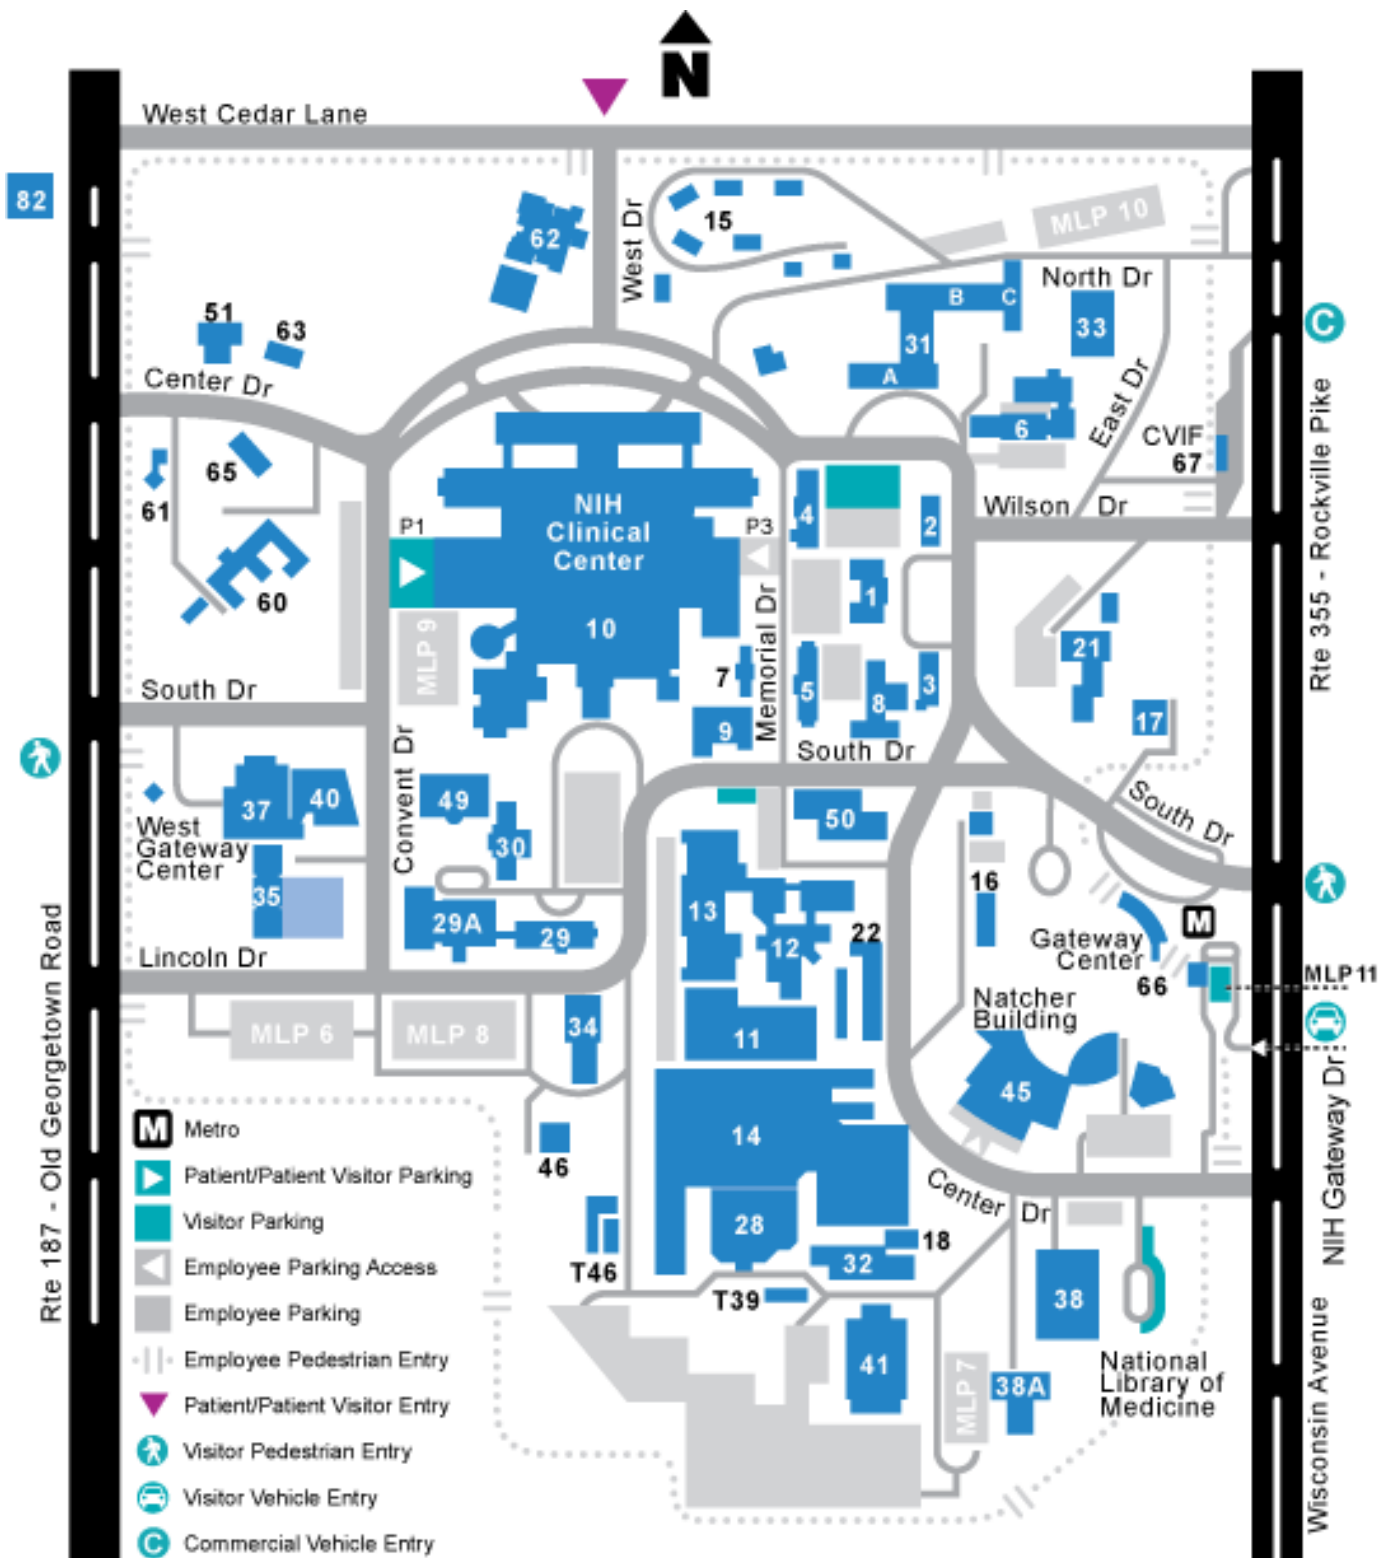 N
West Cedar Lane
82
62
West Dr
15
MLP 10
North Dr
B
C
31
A
33
51
63
Center Dr
C
6
East Dr
CVIF
67
Rte 355 - Rockville Pike
65
61
60
NIH
Clinical
Center
10
P1
P3
MLP 9
4
2
Wilson Dr
1
Memorial Dr
7
9
5
8
3
21
17
South Dr
South Dr
South Dr
37
40
West
Gateway
Center
35
Convent Dr
49
30
29A
29
50
13
12
22
16
Gateway
Center
66
M
MLP 11
Lincoln Dr
MLP 6
MLP 8
34
11
Natcher
Building
45
14
46
28
18
32
T46
T39
Center Dr
38
41
MLP 7
38A
National
Library of
Medicine
NIH Gateway Dr
Wisconsin Avenue
Rte 187 - Old Georgetown Road
M Metro
Patient/Patient Visitor Parking
Visitor Parking
Employee Parking Access
Employee Parking
Employee Pedestrian Entry
Patient/Patient Visitor Entry
Visitor Pedestrian Entry
Visitor Vehicle Entry
C Commercial Vehicle Entry